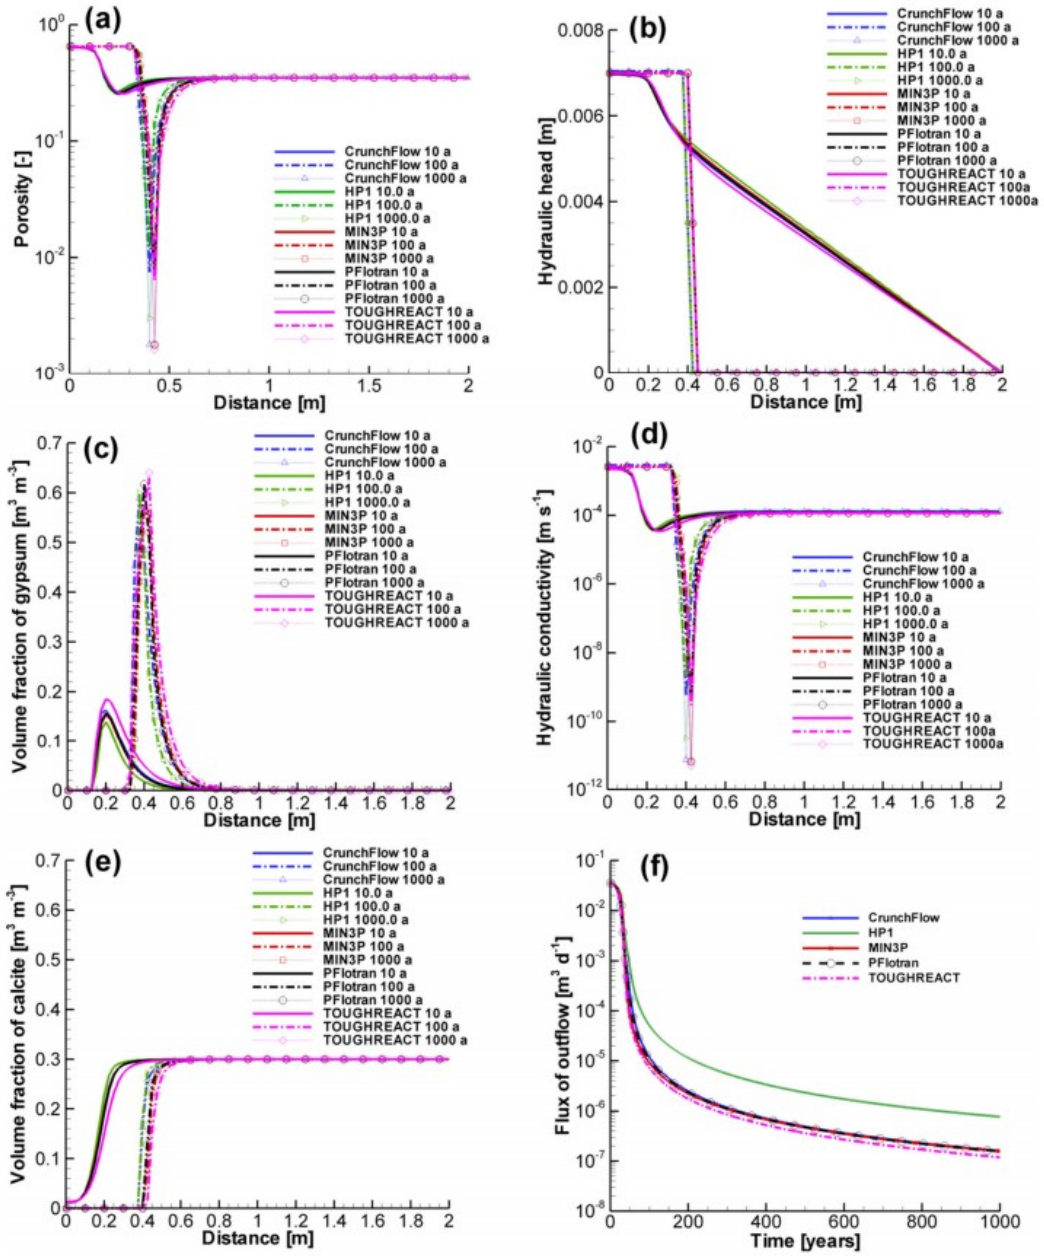 (a)
10⁰
10⁻¹
10⁻²
10⁻³
Porosity [-]
CrunchFlow 10 a
CrunchFlow 100 a
CrunchFlow 1000 a
HP1 10.0 a
HP1 100.0 a
HP1 1000.0 a
MIN3P 10 a
MIN3P 100 a
MIN3P 1000 a
PFlotran 10 a
PFlotran 100 a
PFlotran 1000 a
TOUGHREACT 10 a
TOUGHREACT 100 a
TOUGHREACT 1000 a
0 0.5 1 1.5 2
Distance [m]
(b)
0.008
0.006
0.004
0.002
0
Hydraulic head [m]
CrunchFlow 10 a
CrunchFlow 100 a
CrunchFlow 1000 a
HP1 10.0 a
HP1 100.0 a
HP1 1000.0 a
MIN3P 10 a
MIN3P 100 a
MIN3P 1000 a
PFlotran 10 a
PFlotran 100 a
PFlotran 1000 a
TOUGHREACT 10 a
TOUGHREACT 100a
TOUGHREACT 1000a
0 0.2 0.4 0.6 0.8 1 1.2 1.4 1.6 1.8 2
Distance [m]
(c)
0.7
0.6
0.5
0.4
0.3
0.2
0.1
0
Volume fraction of gypsum [m³ m⁻³]
CrunchFlow 10 a
CrunchFlow 100 a
CrunchFlow 1000 a
HP1 10.0 a
HP1 100.0 a
HP1 1000.0 a
MIN3P 10 a
MIN3P 100 a
MIN3P 1000 a
PFlotran 10 a
PFlotran 100 a
PFlotran 1000 a
TOUGHREACT 10 a
TOUGHREACT 100 a
TOUGHREACT 1000 a
0 0.2 0.4 0.6 0.8 1 1.2 1.4 1.6 1.8 2
Distance [m]
(d)
10⁻²
10⁻⁴
10⁻⁶
10⁻⁸
10⁻¹⁰
10⁻¹²
Hydraulic conductivity [m s⁻¹]
CrunchFlow 10 a
CrunchFlow 100 a
CrunchFlow 1000 a
HP1 10.0 a
HP1 100.0 a
HP1 1000.0 a
MIN3P 10 a
MIN3P 100 a
MIN3P 1000 a
PFlotran 10 a
PFlotran 100 a
PFlotran 1000 a
TOUGHREACT 10 a
TOUGHREACT 100a
TOUGHREACT 1000a
0 0.2 0.4 0.6 0.8 1 1.2 1.4 1.6 1.8 2
Distance [m]
(e)
0.7
0.6
0.5
0.4
0.3
0.2
0.1
0
Volume fraction of calcite [m³ m⁻³]
CrunchFlow 10 a
CrunchFlow 100 a
CrunchFlow 1000 a
HP1 10.0 a
HP1 100.0 a
HP1 1000.0 a
MIN3P 10 a
MIN3P 100 a
MIN3P 1000 a
PFlotran 10 a
PFlotran 100 a
PFlotran 1000 a
TOUGHREACT 10 a
TOUGHREACT 100 a
TOUGHREACT 1000 a
0 0.2 0.4 0.6 0.8 1 1.2 1.4 1.6 1.8 2
Distance [m]
(f)
10⁻¹
10⁻²
10⁻³
10⁻⁴
10⁻⁵
10⁻⁶
10⁻⁷
10⁻⁸
Flux of outflow [m³ d⁻¹]
CrunchFlow
HP1
MIN3P
PFlotran
TOUGHREACT
0 200 400 600 800 1000
Time [years]